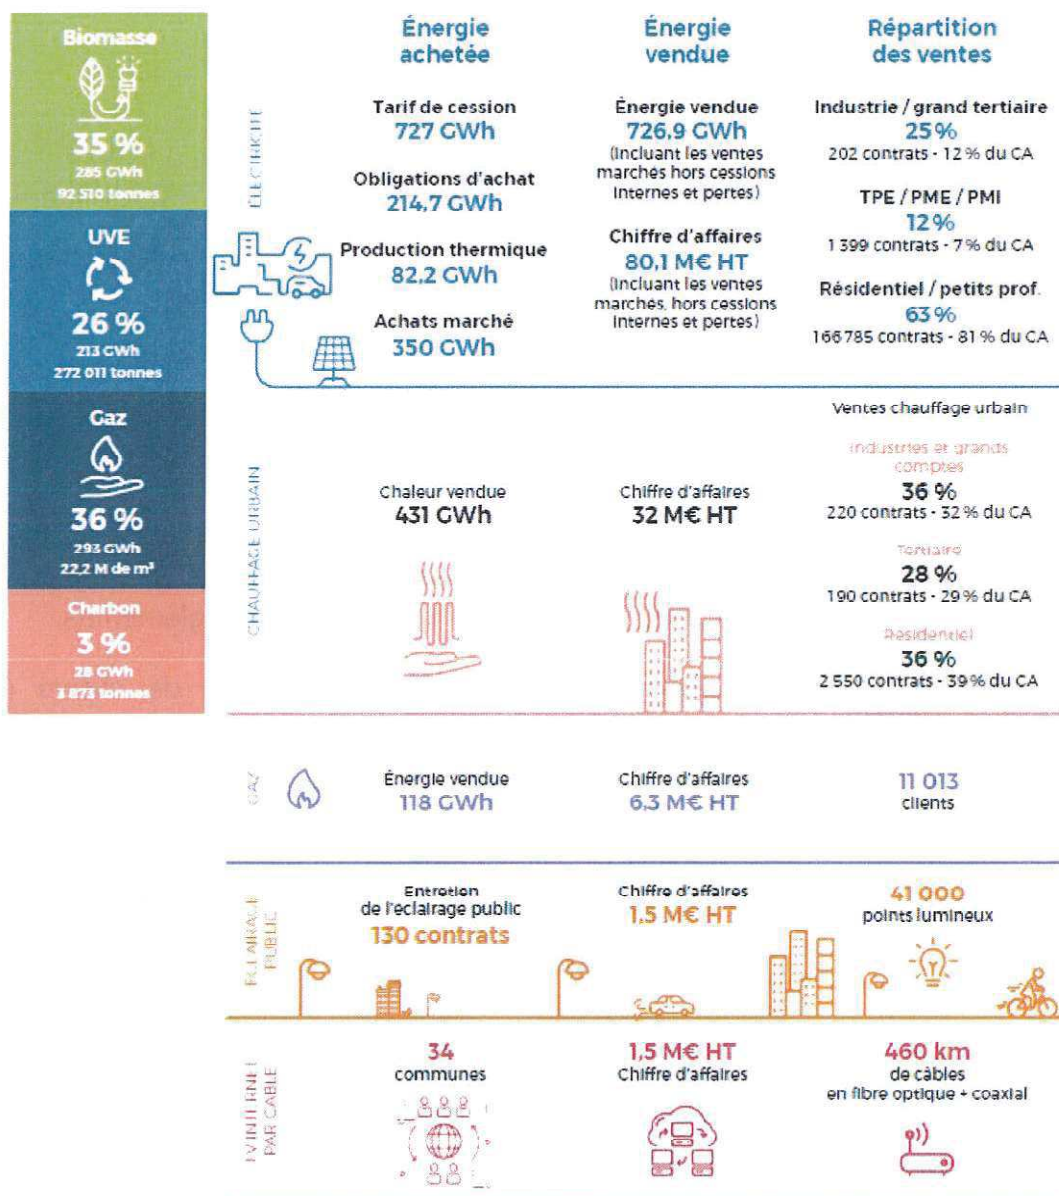 Biomasse
35 %
285 GWh
92 510 tonnes
UVE
26 %
213 GWh
272 011 tonnes
Gaz
36 %
293 GWh
22,2 M de m³
Charbon
3 %
28 GWh
3 873 tonnes
Énergie
achetée
Énergie
vendue
Répartition
des ventes
ÉLECTRICITÉ
Tarif de cession
727 GWh
Obligations d'achat
214,7 GWh
Production thermique
82,2 GWh
Achats marché
350 GWh
Énergie vendue
726,9 GWh
(Incluant les ventes
marchés hors cessions
Internes et pertes)
Chiffre d'affaires
80,1 M€ HT
(Incluant les ventes
marchés, hors cessions
Internes et pertes)
Industrie / grand tertiaire
25 %
202 contrats - 12 % du CA
TPE / PME / PMI
12 %
1 399 contrats - 7 % du CA
Résidentiel / petits prof.
63 %
166 785 contrats - 81 % du CA
CHAUFFAGE URBAIN
Chaleur vendue
431 GWh
Chiffre d'affaires
32 M€ HT
Ventes chauffage urbain
Industries et grands
comptes
36 %
220 contrats - 32 % du CA
Tertiaire
28 %
190 contrats - 29 % du CA
Résidentiel
36 %
2 550 contrats - 39 % du CA
GAZ
Énergie vendue
118 GWh
Chiffre d'affaires
6,3 M€ HT
11 013
clients
ÉCLAIRAGE
PUBLIC
Entretien
de l'éclairage public
130 contrats
Chiffre d'affaires
1,5 M€ HT
41 000
points lumineux
TV INTERNET
PAR CABLE
34
communes
1,5 M€ HT
Chiffre d'affaires
460 km
de câbles
en fibre optique + coaxial